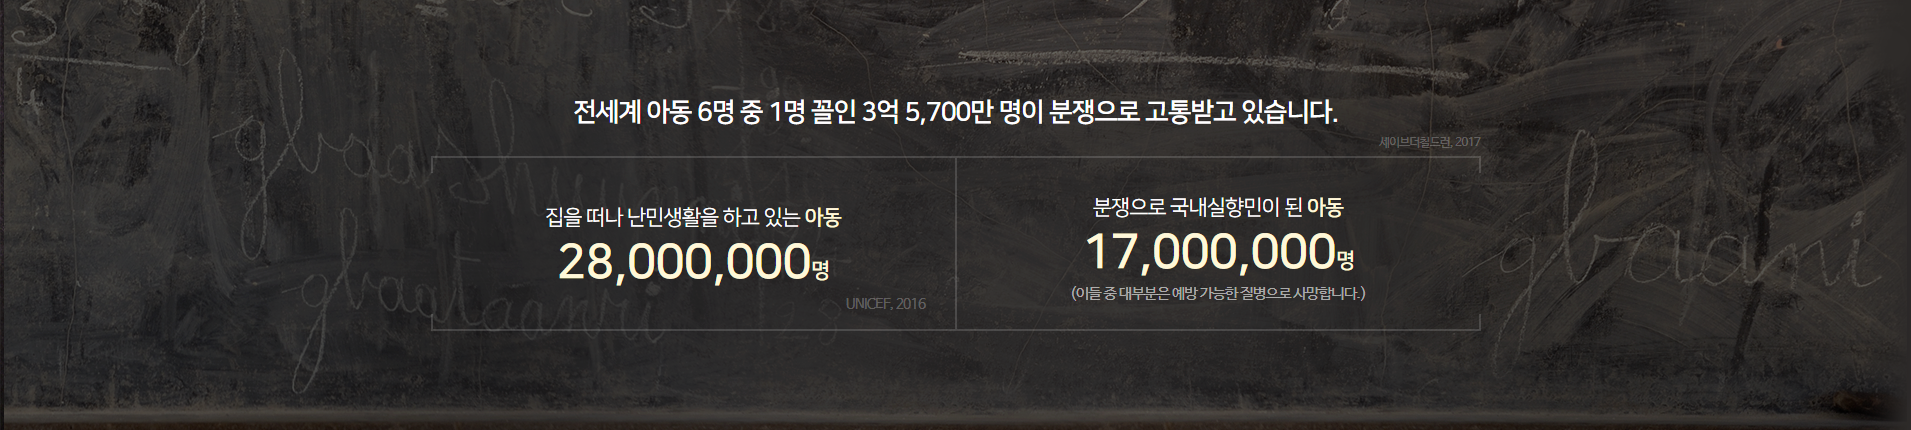 전세계 아동 6명 중 1명 꼴인 3억 5,700만 명이 분쟁으로 고통받고 있습니다.
세이브더칠드런, 2017
집을 떠나 난민생활을 하고 있는 아동
28,000,000명
UNICEF, 2016
분쟁으로 국내실향민이 된 아동
17,000,000명
(이들 중 대부분은 예방 가능한 질병으로 사망합니다.)